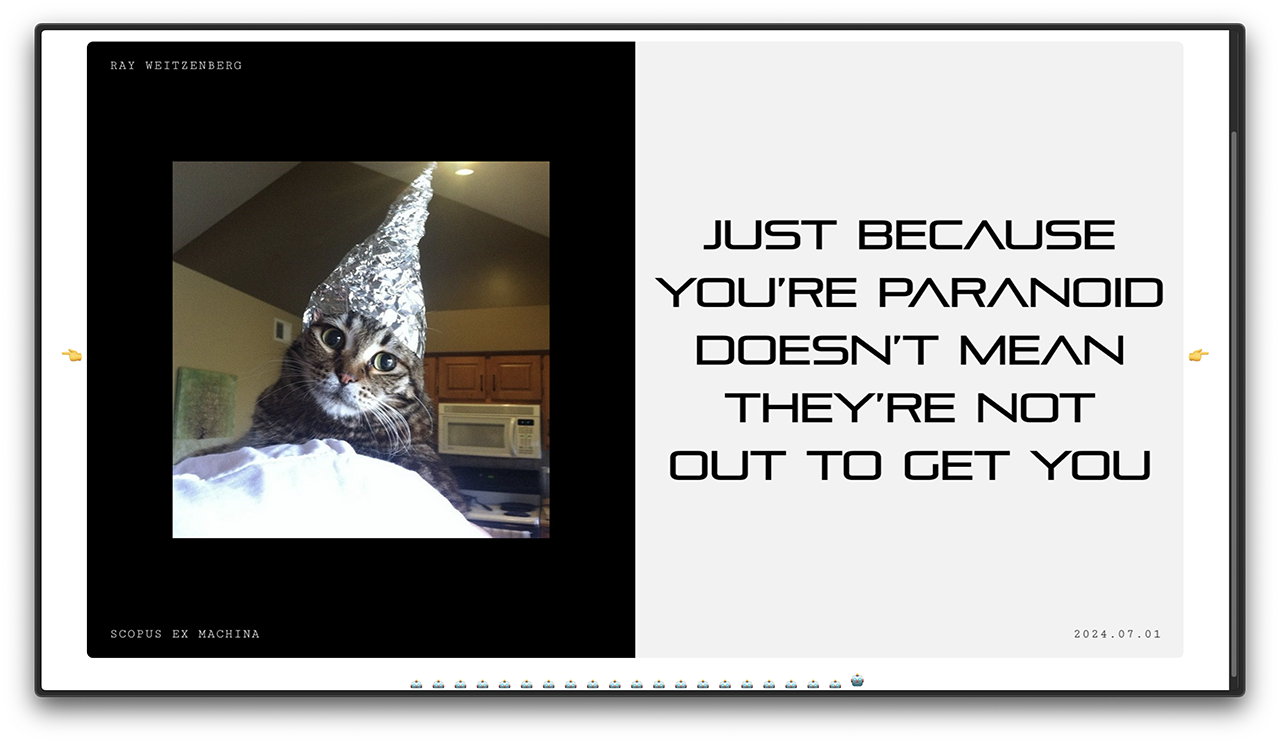 RAY WEITZENBERG
JUST BECAUSE
YOU'RE PARANOID
DOESN'T MEAN
THEY'RE NOT
OUT TO GET YOU
SCOPUS EX MACHINA
2024.07.01